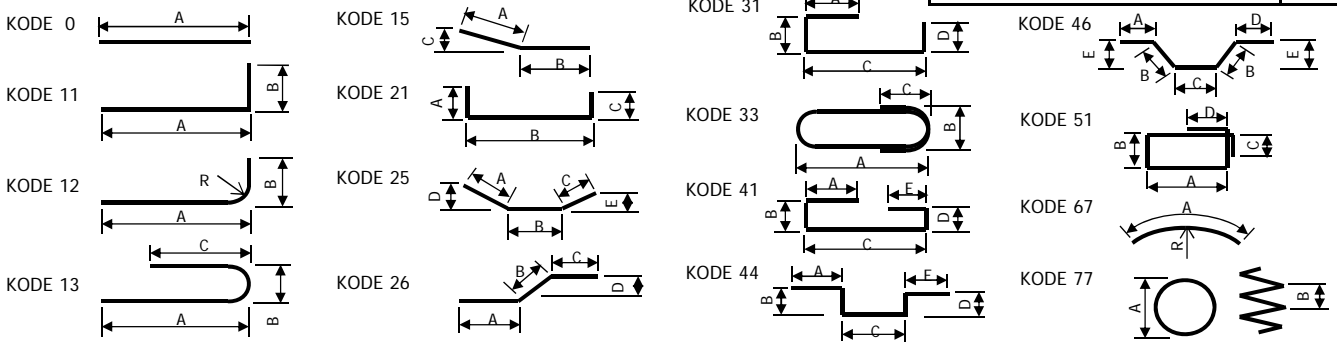 KODE 0
A
KODE 11
A
B
KODE 12
R
A
B
KODE 13
C
A
B
KODE 15
A
C
B
KODE 21
A
B
C
KODE 25
D
A
C
E
B
KODE 26
B
C
D
A
KODE 31
A
B
D
C
KODE 33
C
B
A
KODE 41
A
E
B
D
C
KODE 44
A
E
B
D
C
KODE 46
A
D
E
B
C
B
E
KODE 51
D
B
C
A
KODE 67
A
R
KODE 77
A
B